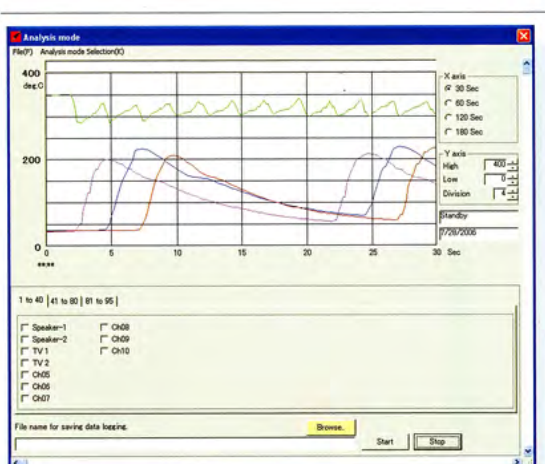 Analysis mode
File(F) Analysis mode Selection(K)
400
deg.C
200
0
0 5 10 15 20 25 30 Sec
**:**
X axis
30 Sec
60 Sec
120 Sec
180 Sec
Y axis
High 400
Low 0
Division 4
Standby
7/28/2006
1 to 40 41 to 80 81 to 95
Speaker-1 Ch08
Speaker-2 Ch09
TV 1 Ch10
TV 2
Ch05
Ch06
Ch07
File name for saving data logging.
Browse.
Start Stop